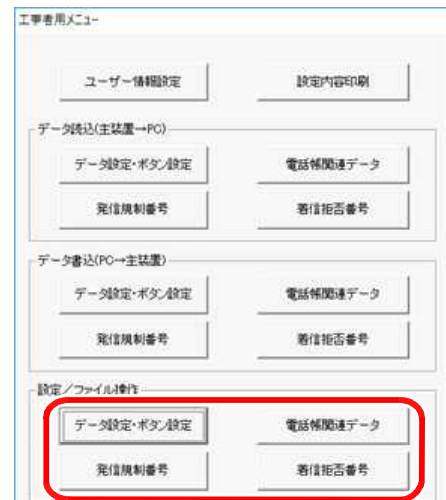 工事者用メニュー
ユーザー情報設定 設定内容印刷
データ読込(主装置→PC)
データ設定・ボタン設定 電話帳関連データ
発信規制番号 着信拒否番号
データ書込(PC→主装置)
データ設定・ボタン設定 電話帳関連データ
発信規制番号 着信拒否番号
設定/ファイル操作
データ設定・ボタン設定 電話帳関連データ
発信規制番号 着信拒否番号